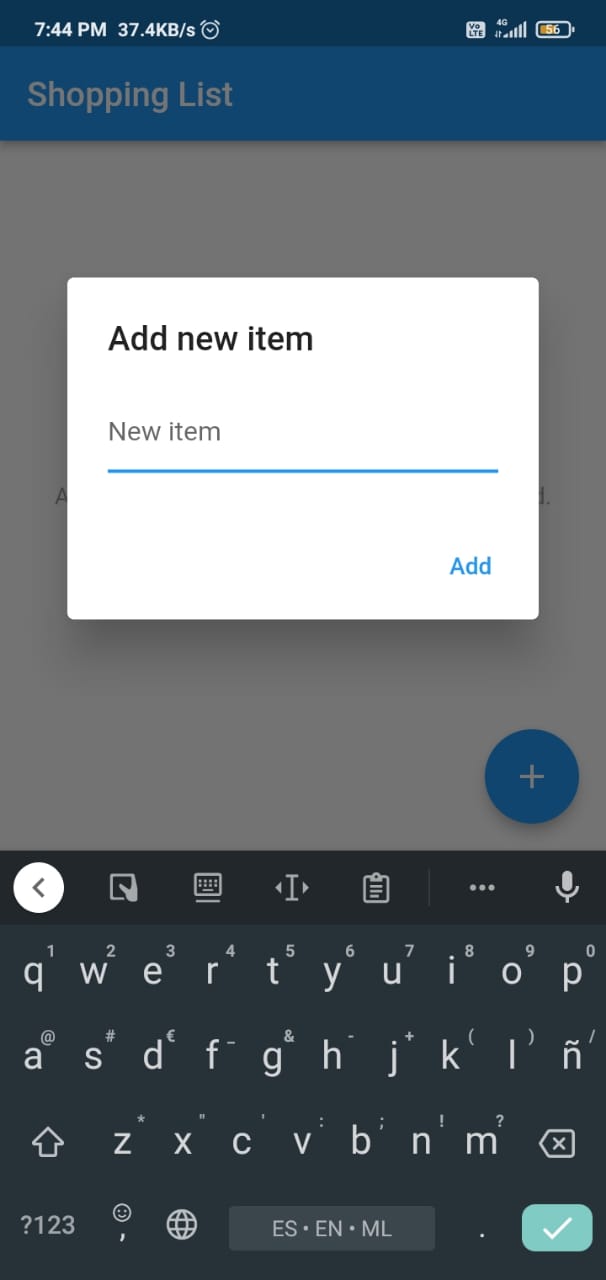 7:44 PM 37.4KB/s Vo LTE 4G 56
Shopping List
Add new item
New item
Add
1 2 3 4 5 6 7 8 9 0
q w e r t y u i o p
@ # € _ & - + ( ) /
a s d f g h j k l ñ
* " ' : ; ! ?
z x c v b n m
?123 , ES • EN • ML .